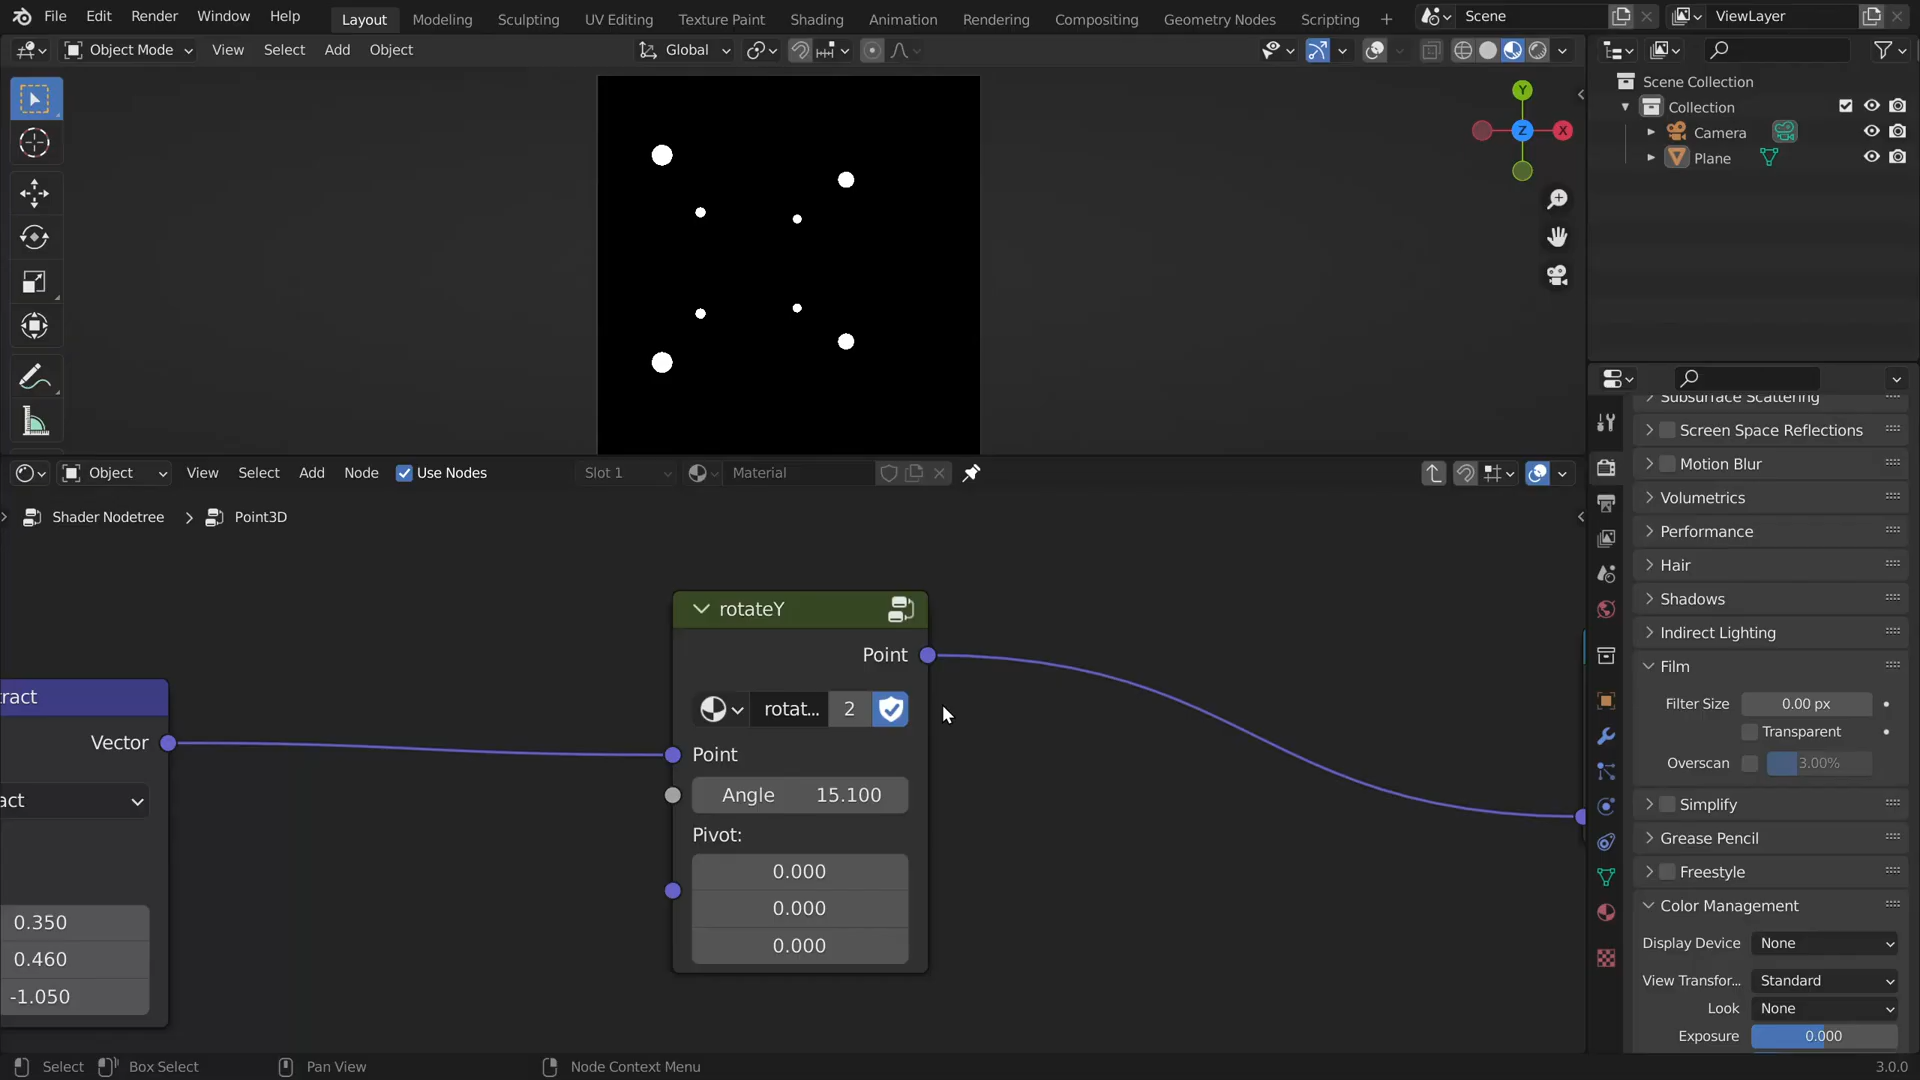 File Edit Render Window Help Layout Modeling Sculpting UV Editing Texture Paint Shading Animation Rendering Compositing Geometry Nodes Scripting + Scene ViewLayer
Object Mode View Select Add Object Global
Scene Collection
Collection
Camera
Plane
Y
Z X
Subsurface Scattering
Screen Space Reflections
Motion Blur
Volumetrics
Performance
Hair
Shadows
Indirect Lighting
Film
Filter Size 0.00 px
Transparent
Overscan 3.00%
Simplify
Grease Pencil
Freestyle
Color Management
Display Device None
View Transfor... Standard
Look None
Exposure 0.000
Object View Select Add Node Use Nodes Slot 1 Material
Shader Nodetree Point3D
ract
Vector
act
0.350
0.460
-1.050
rotateY
Point
rotat... 2
Point
Angle 15.100
Pivot:
0.000
0.000
0.000
Select Box Select Pan View Node Context Menu 3.0.0